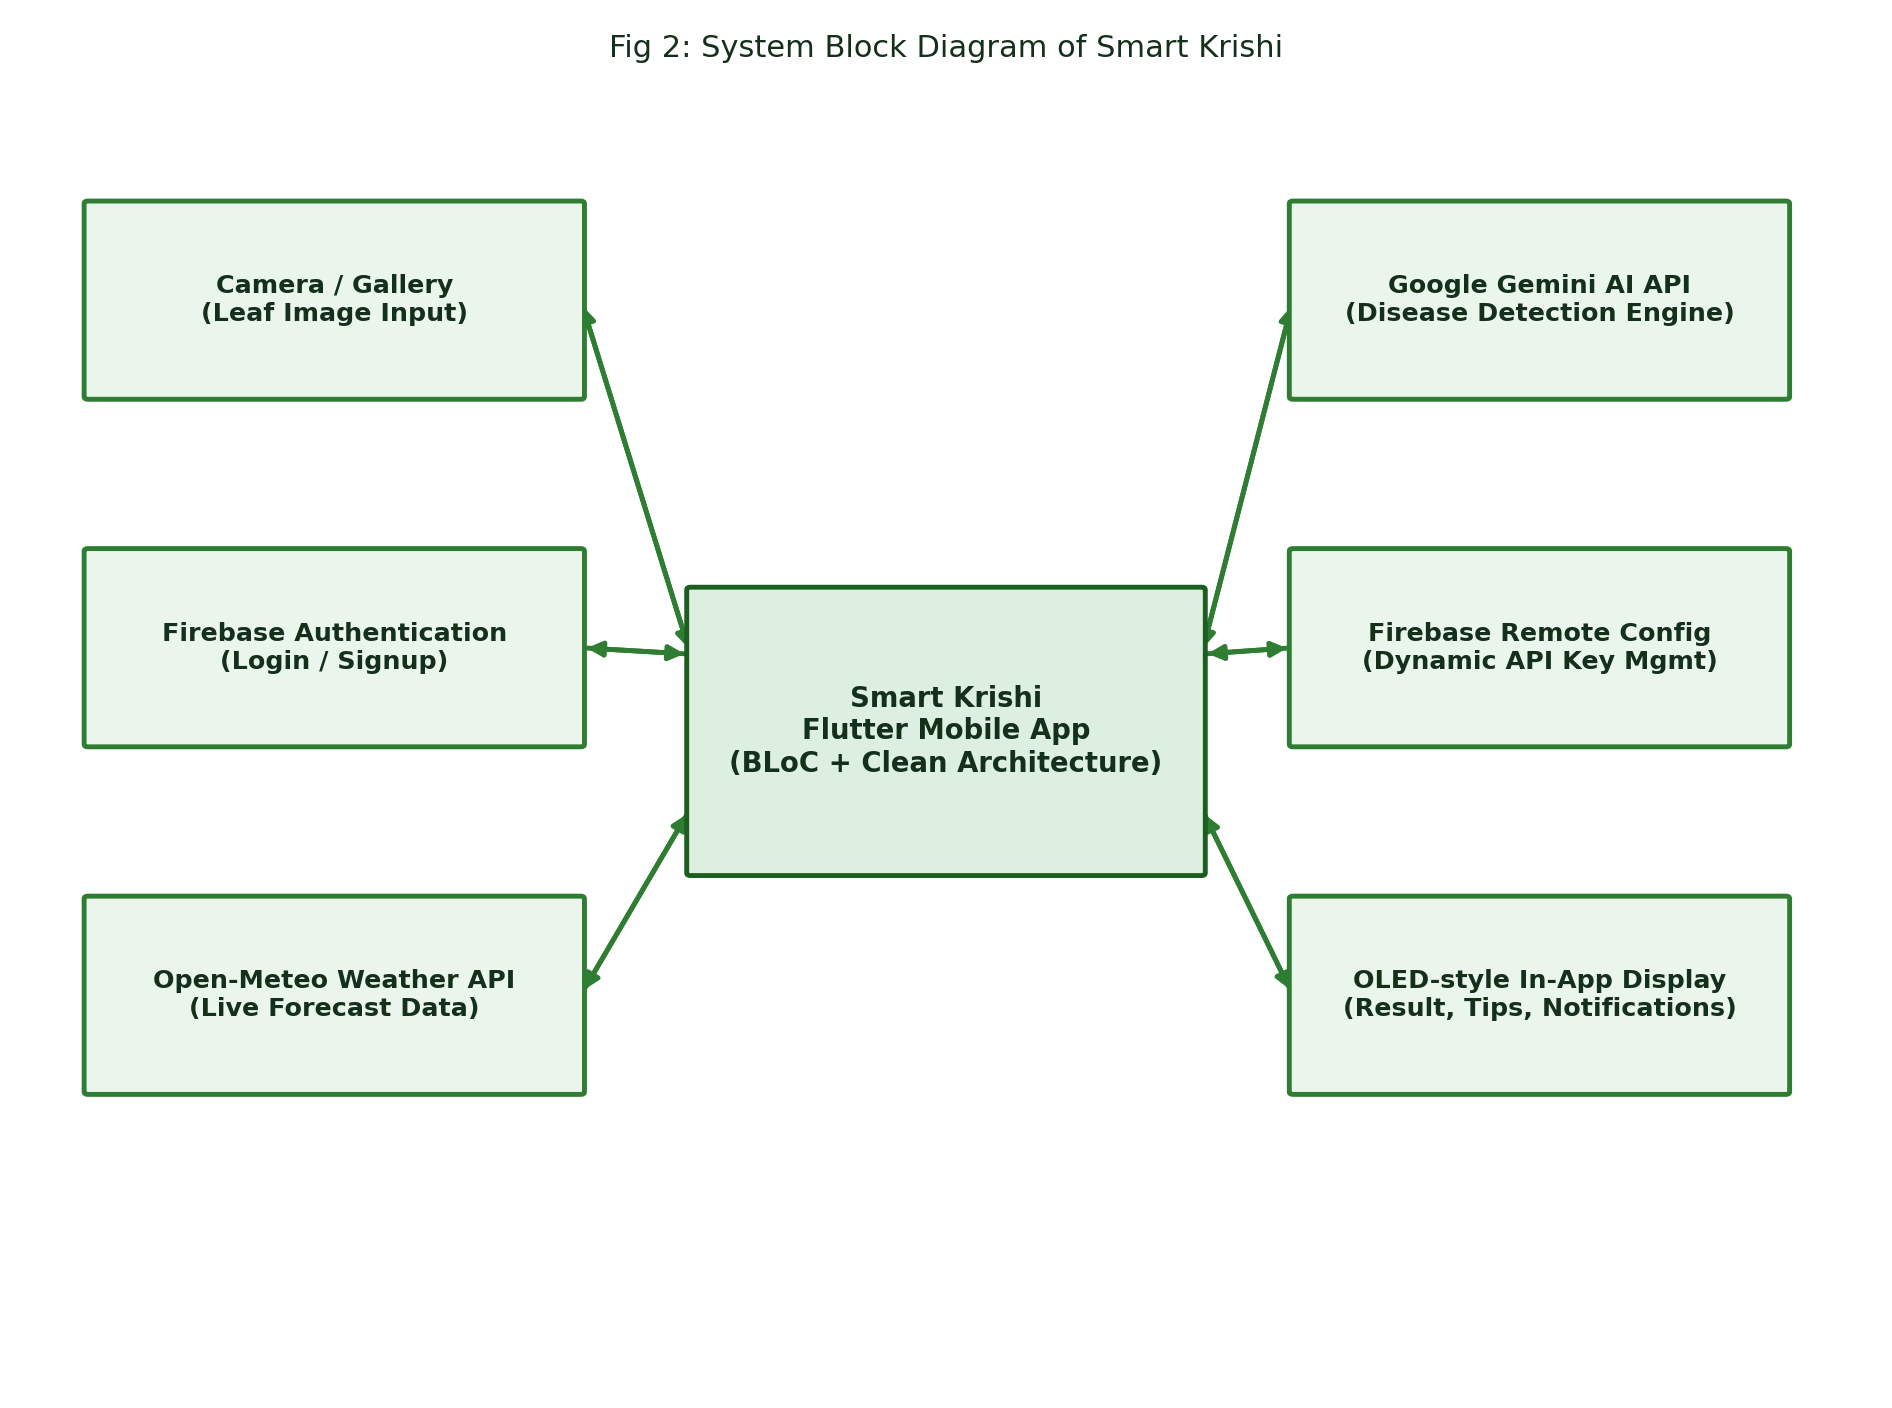 Fig 2: System Block Diagram of Smart Krishi
Camera / Gallery
(Leaf Image Input)
Google Gemini AI API
(Disease Detection Engine)
Firebase Authentication
(Login / Signup)
Firebase Remote Config
(Dynamic API Key Mgmt)
Smart Krishi
Flutter Mobile App
(BLoC + Clean Architecture)
Open-Meteo Weather API
(Live Forecast Data)
OLED-style In-App Display
(Result, Tips, Notifications)